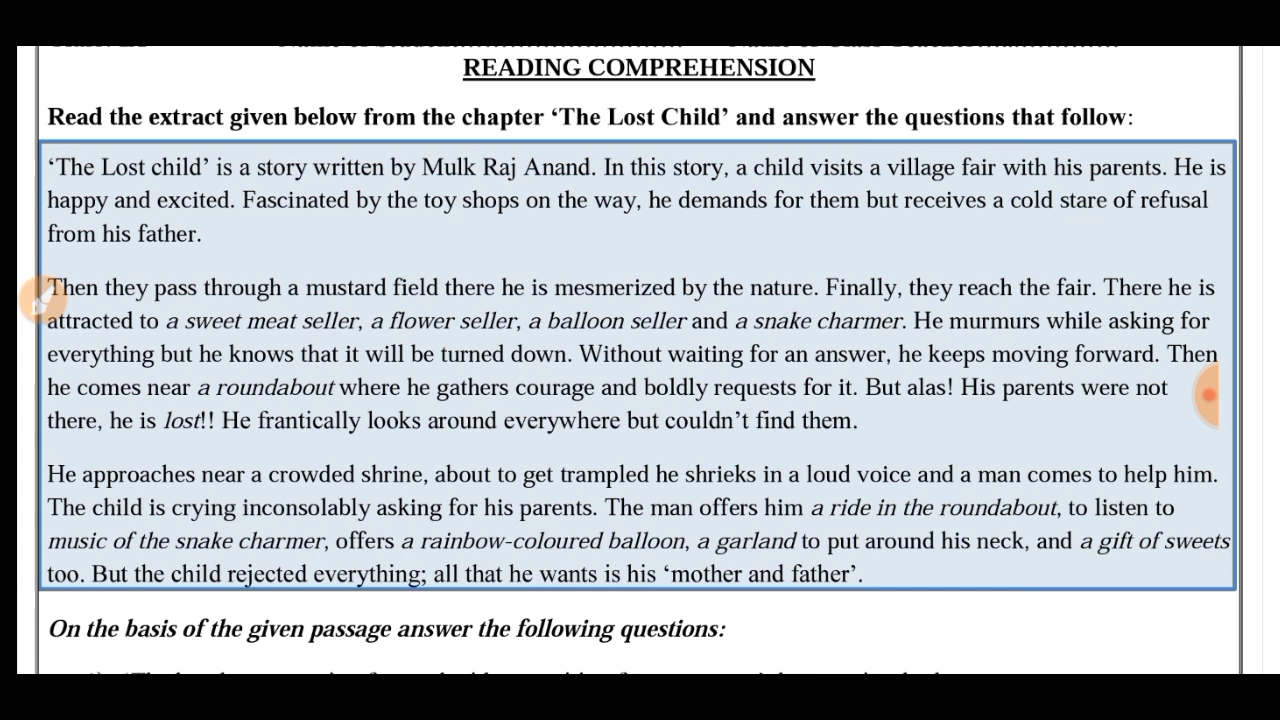 READING COMPREHENSION
Read the extract given below from the chapter ‘The Lost Child’ and answer the questions that follow:
‘The Lost child’ is a story written by Mulk Raj Anand. In this story, a child visits a village fair with his parents. He is
happy and excited. Fascinated by the toy shops on the way, he demands for them but receives a cold stare of refusal
from his father.
Then they pass through a mustard field there he is mesmerized by the nature. Finally, they reach the fair. There he is
attracted to a sweet meat seller, a flower seller, a balloon seller and a snake charmer. He murmurs while asking for
everything but he knows that it will be turned down. Without waiting for an answer, he keeps moving forward. Then
he comes near a roundabout where he gathers courage and boldly requests for it. But alas! His parents were not
there, he is lost!! He frantically looks around everywhere but couldn’t find them.
He approaches near a crowded shrine, about to get trampled he shrieks in a loud voice and a man comes to help him.
The child is crying inconsolably asking for his parents. The man offers him a ride in the roundabout, to listen to
music of the snake charmer, offers a rainbow-coloured balloon, a garland to put around his neck, and a gift of sweets
too. But the child rejected everything; all that he wants is his ‘mother and father’.
On the basis of the given passage answer the following questions: